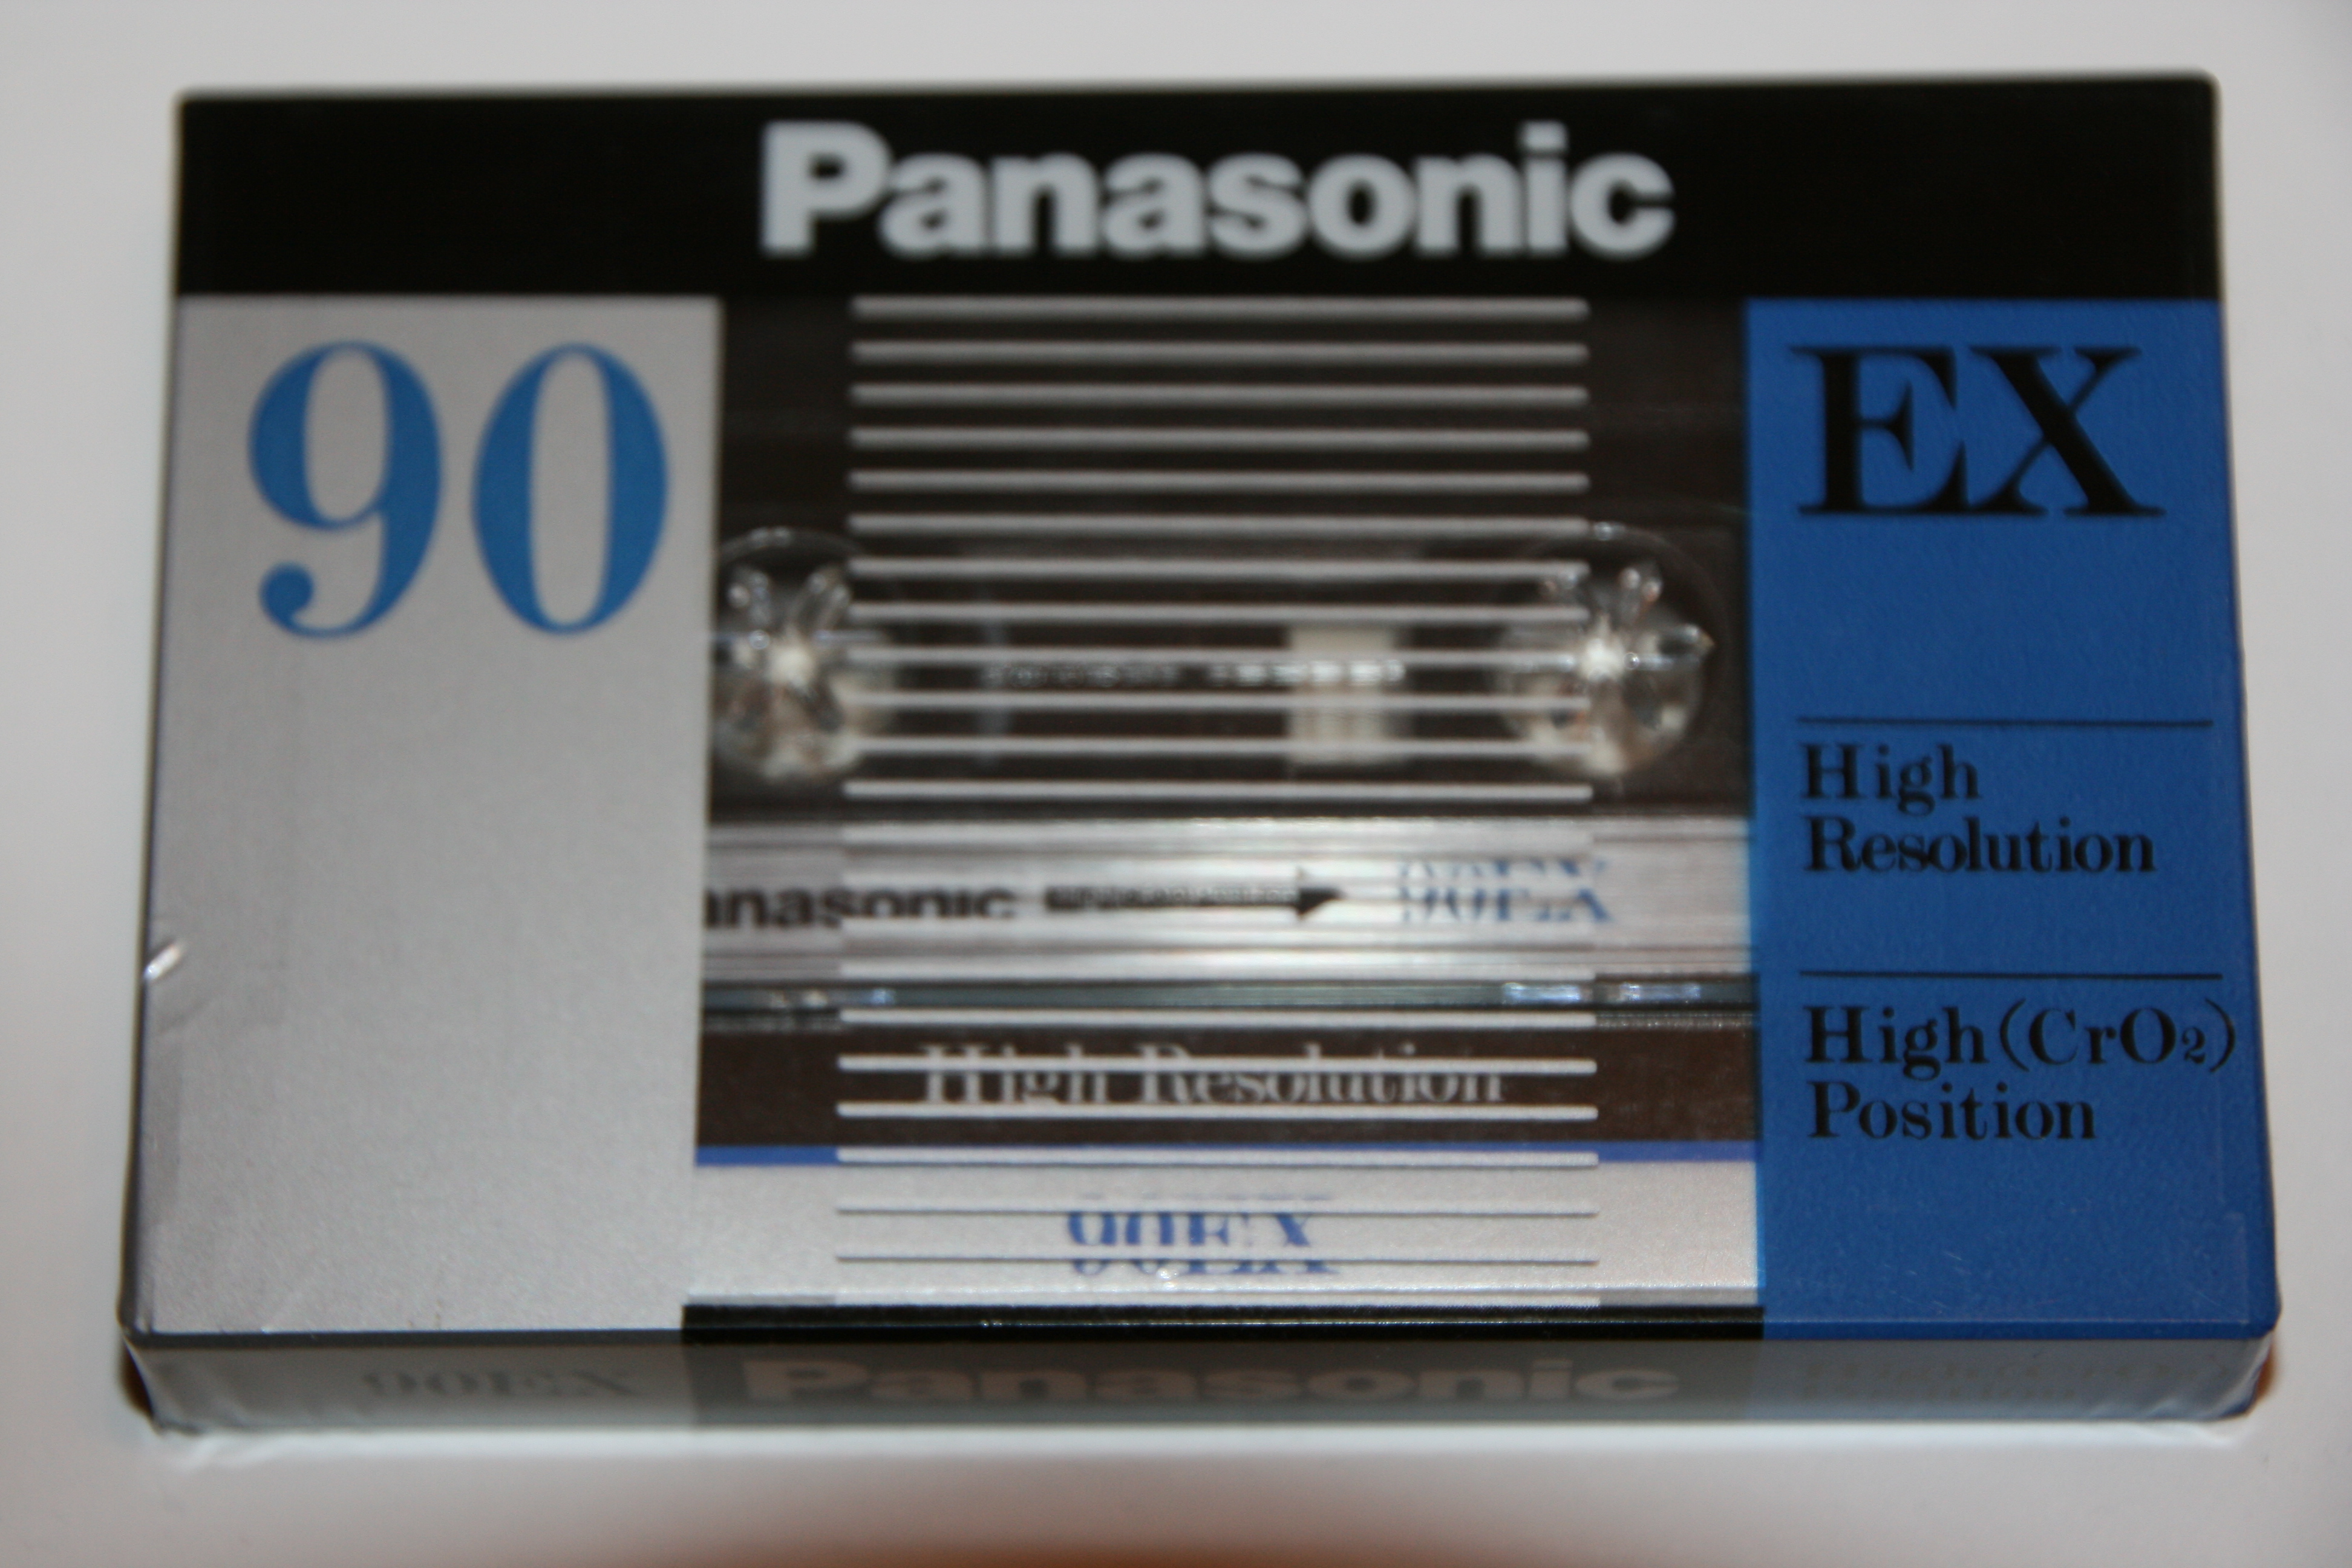 Panasonic
90
EX
High
Resolution
High (CrO2)
Position
anasonic 90EX
High Resolution
90EX
90EX Panasonic